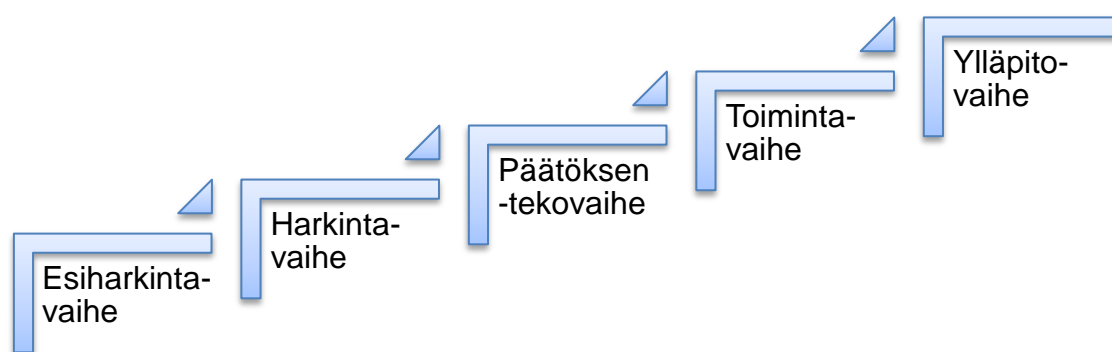 Esiharkinta-
vaihe
Harkinta-
vaihe
Päätöksen
-tekovaihe
Toiminta-
vaihe
Ylläpito-
vaihe